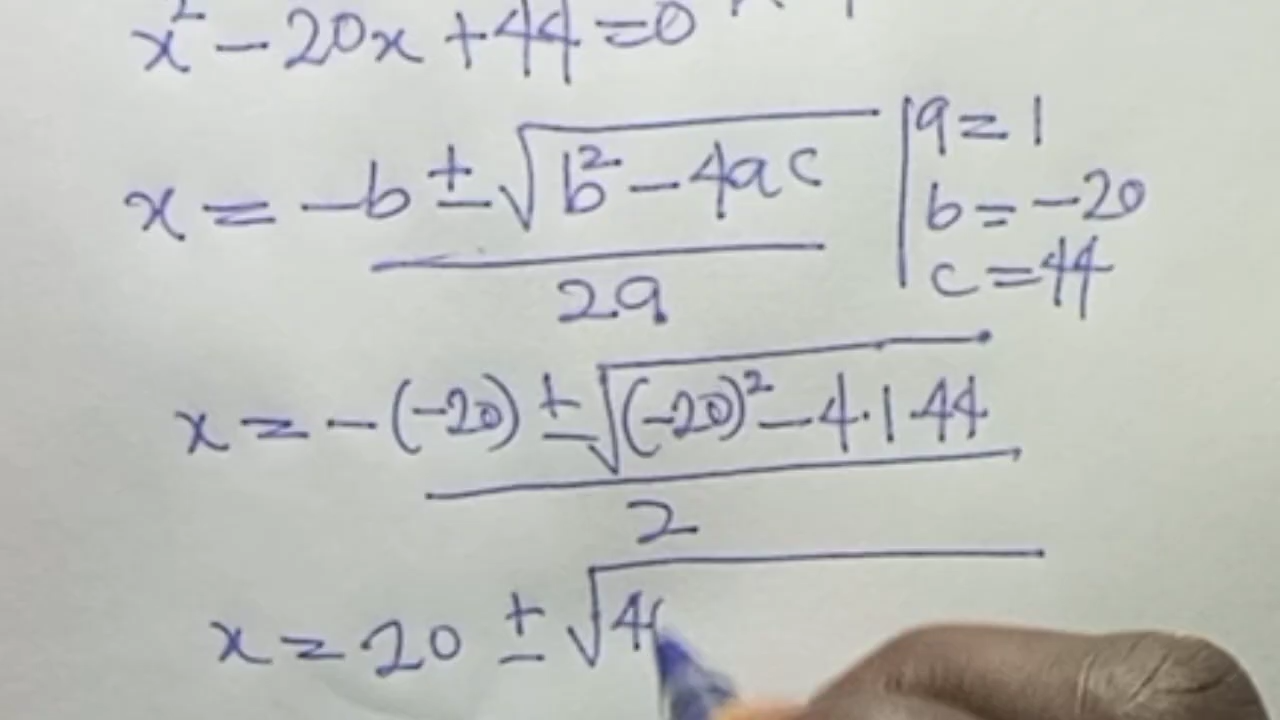 x² - 20x + 44 = 0
x = -b ± √(b² - 4ac)
2a
a = 1
b = -20
c = 44
x = -(-20) ± √((-20)² - 4·1·44)
2
x = 20 ± √4